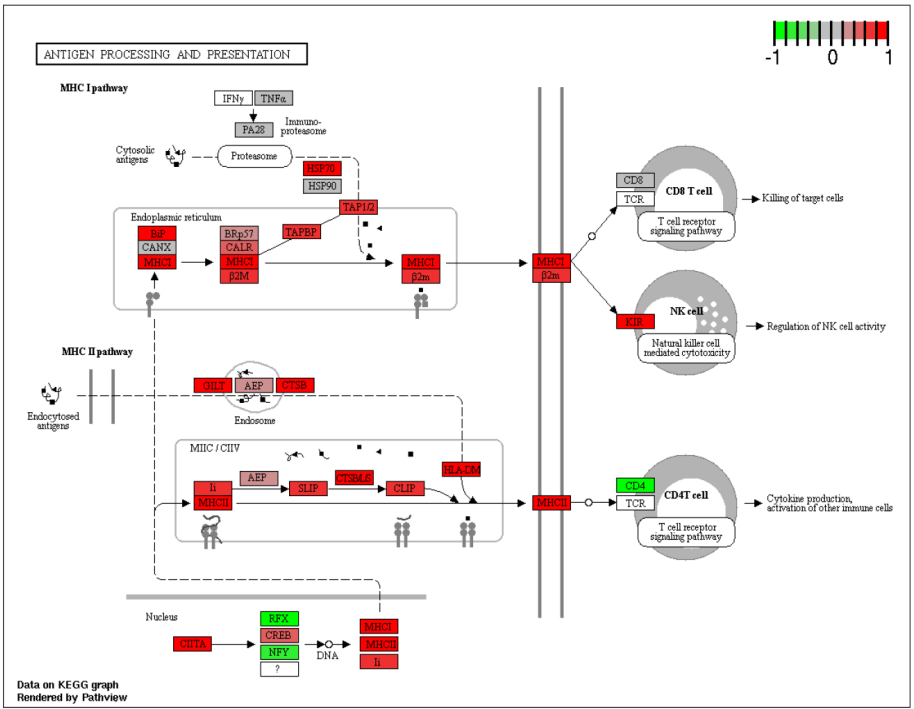 -1 0 1
ANTIGEN PROCESSING AND PRESENTATION
MHC I pathway
IFNγ TNFα
PA28
Immuno-
proteasome
Cytosolic
antigens
Proteasome
HSP70
HSP90
TAP1/2
Endoplasmic reticulum
BiP
CANX
MHCI
BRp57
CALR
MHCI
β2M
TAPBP
MHCI
β2m
MHCI
β2m
CD8
TCR
CD8 T cell
T cell receptor
signaling pathway
Killing of target cells
KIR
NK cell
Natural killer cell
mediated cytotoxicity
Regulation of NK cell activity
MHC II pathway
Endocytosed
antigens
GILT AEP CTSB
Endosome
MIIC / CIIV
Ii
MHCII
AEP
SLIP
CTSB/L/S
CLIP
HLA-DM
MHCII
CD4
TCR
CD4T cell
T cell receptor
signaling pathway
Cytokine production,
activation of other immune cells
Nucleus
CIITA
RFX
CREB
NFY
?
DNA
MHCI
MHCII
Ii
Data on KEGG graph
Rendered by Pathview